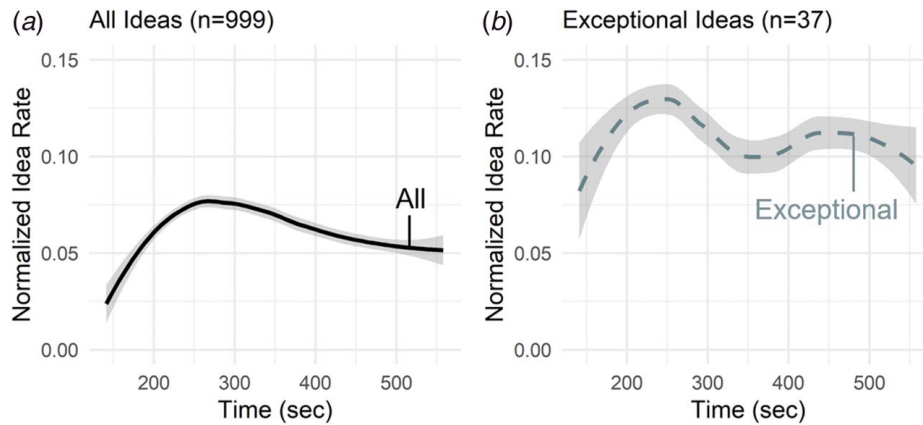 (a) All Ideas (n=999)
Normalized Idea Rate
0.15
0.10
0.05
0.00
All
200 300 400 500
Time (sec)
(b) Exceptional Ideas (n=37)
Normalized Idea Rate
0.15
0.10
0.05
0.00
Exceptional
200 300 400 500
Time (sec)